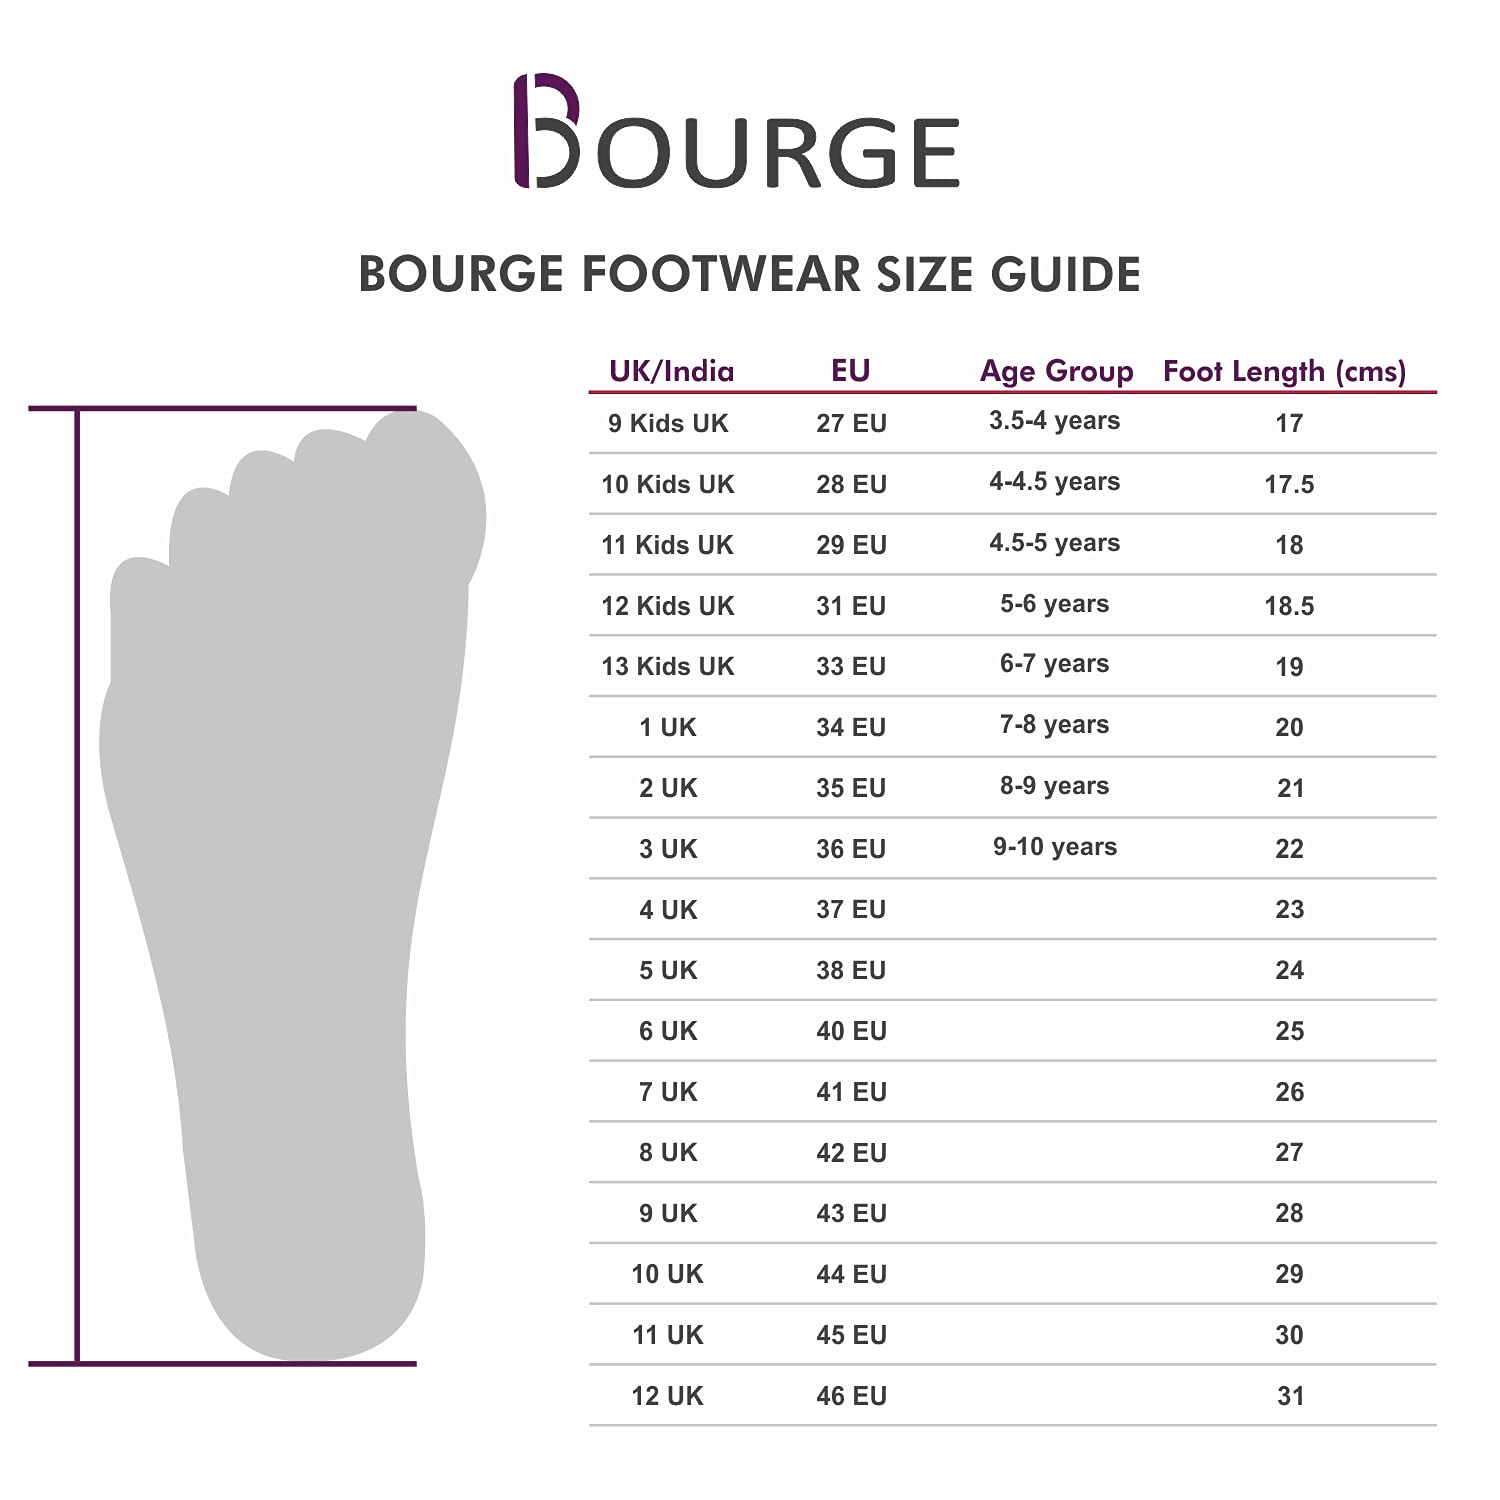 BOURGE
BOURGE FOOTWEAR SIZE GUIDE
UK/India EU Age Group Foot Length (cms)
9 Kids UK 27 EU 3.5-4 years 17
10 Kids UK 28 EU 4-4.5 years 17.5
11 Kids UK 29 EU 4.5-5 years 18
12 Kids UK 31 EU 5-6 years 18.5
13 Kids UK 33 EU 6-7 years 19
1 UK 34 EU 7-8 years 20
2 UK 35 EU 8-9 years 21
3 UK 36 EU 9-10 years 22
4 UK 37 EU 23
5 UK 38 EU 24
6 UK 40 EU 25
7 UK 41 EU 26
8 UK 42 EU 27
9 UK 43 EU 28
10 UK 44 EU 29
11 UK 45 EU 30
12 UK 46 EU 31